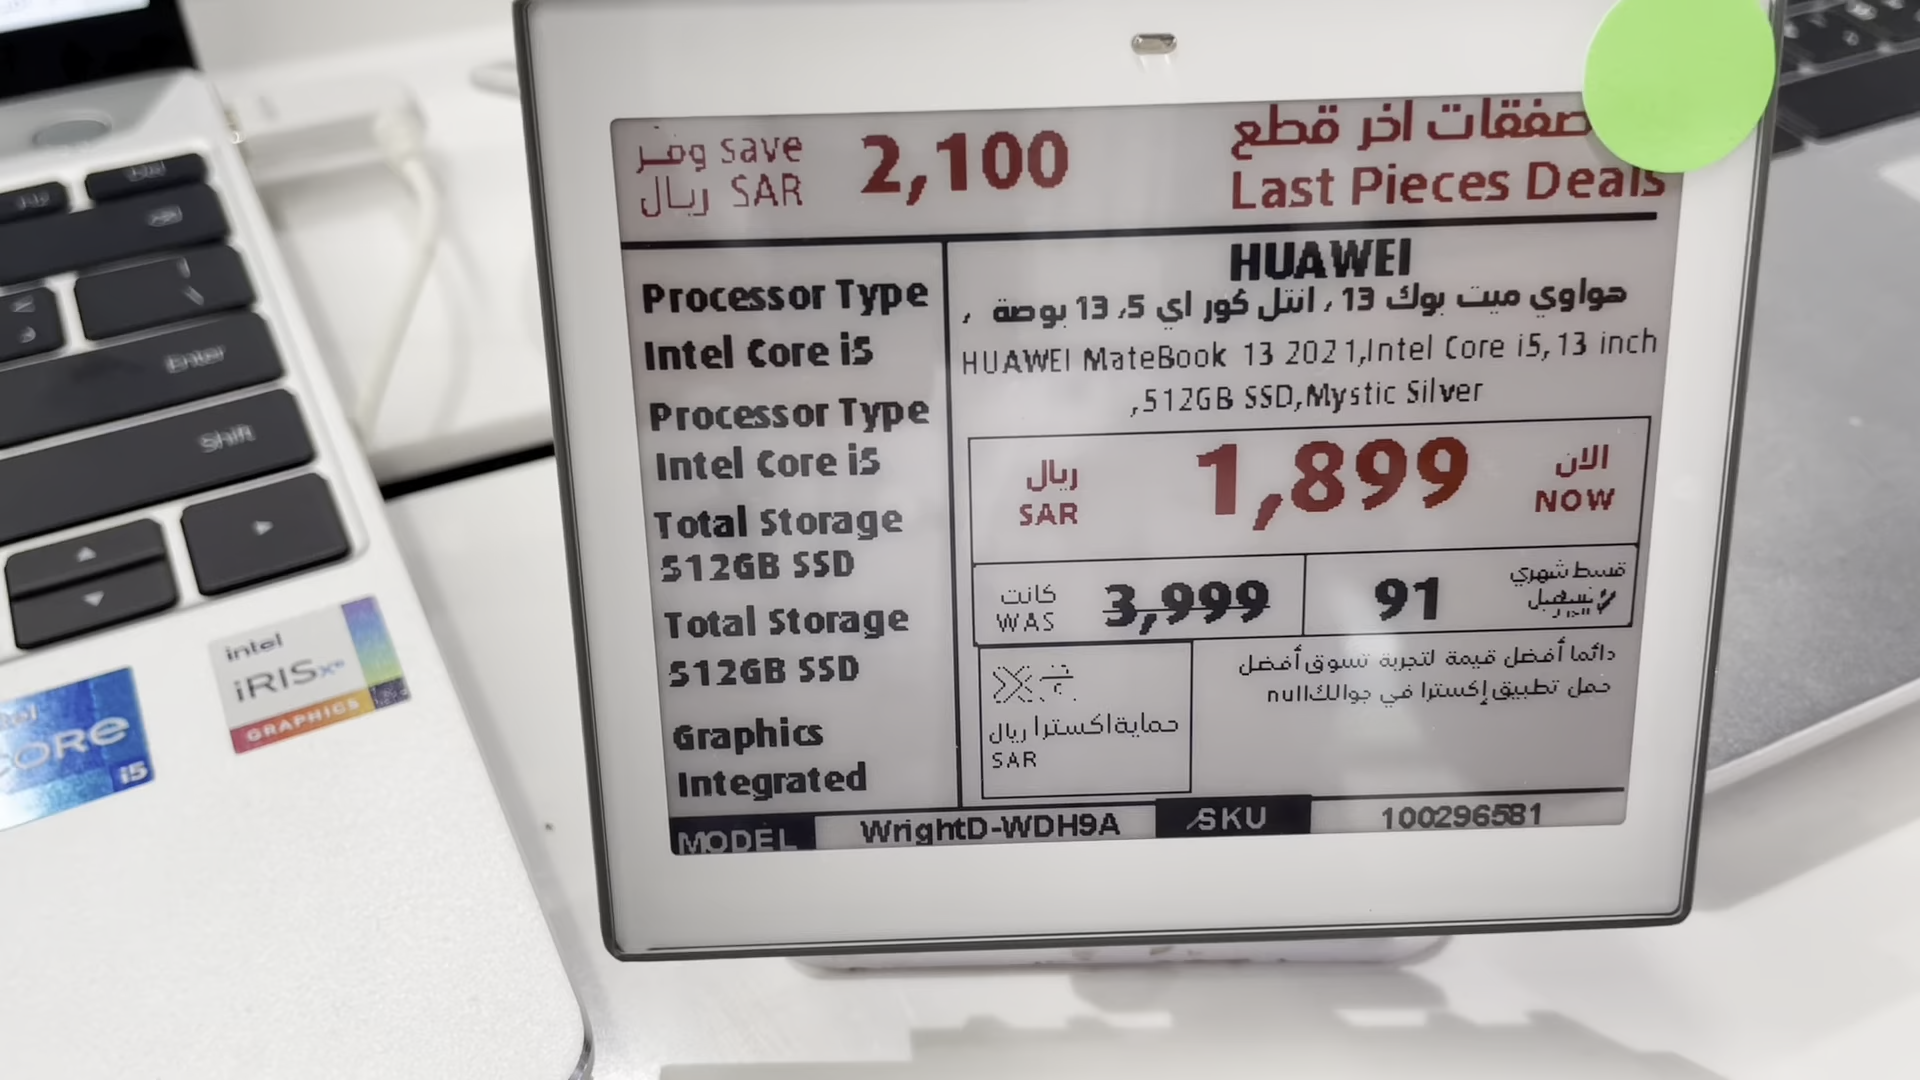 وفر save
ريال SAR
2,100
صفقات اخر قطع
Last Pieces Deals
Processor Type
Intel Core i5
Processor Type
Intel Core i5
Total Storage
512GB SSD
Total Storage
512GB SSD
Graphics
Integrated
HUAWEI
هواوي ميت بوك 13 , انتل كور اي 5, 13 بوصة ,
HUAWEI MateBook 13 2021,Intel Core i5,13 inch
,512GB SSD,Mystic Silver
ريال
SAR
1,899
الان
NOW
كانت
WAS
3,999
91
قسط شهري
تسهيل
دائما أفضل قيمة لتجربة تسوق أفضل
حمل تطبيق إكسترا في جوالكnull
حماية اكسترا ريال
SAR
MODEL WrightD-WDH9A SKU 100296581
Enter
Shift
intel
CORE
i5
intel
iRISxe
GRAPHICS